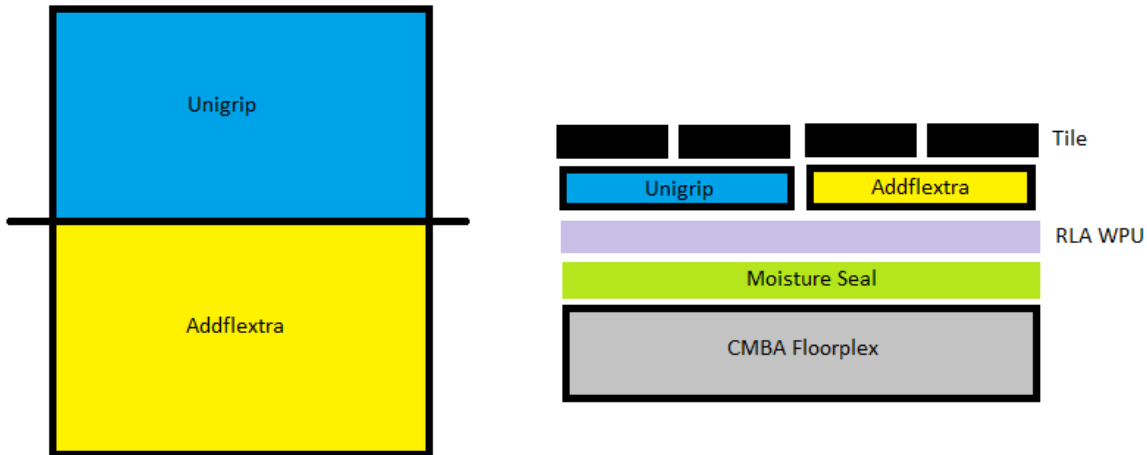 Unigrip
Addflextra
Tile
Unigrip
Addflextra
RLA WPU
Moisture Seal
CMBA Floorplex